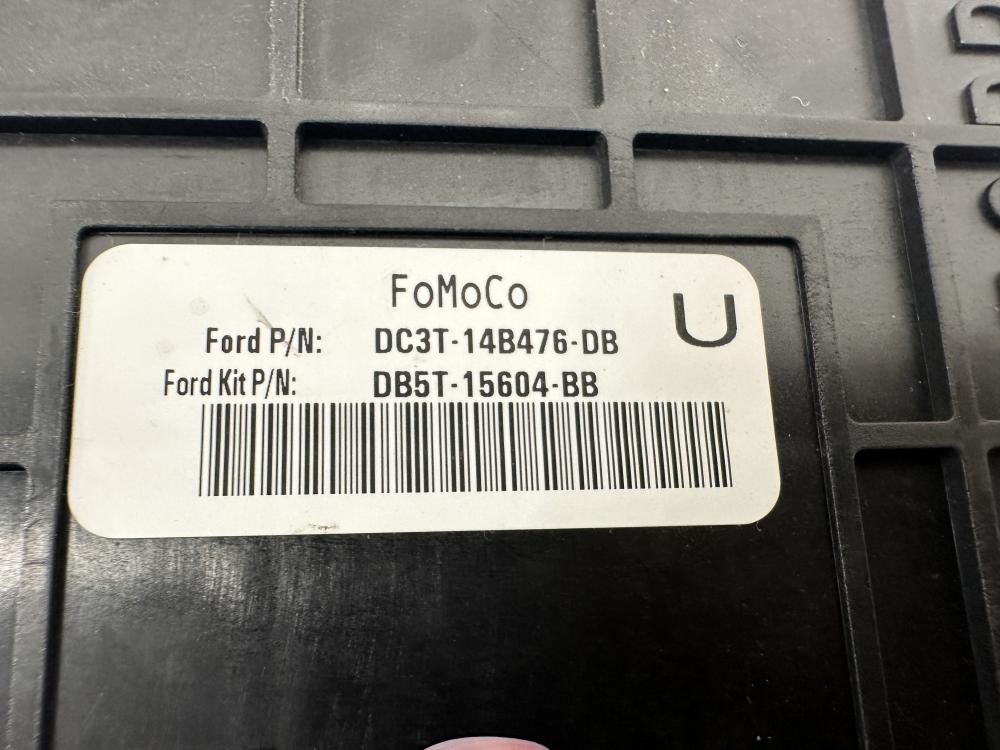 FoMoCo
U
Ford P/N: DC3T-14B476-DB
Ford Kit P/N: DB5T-15604-BB